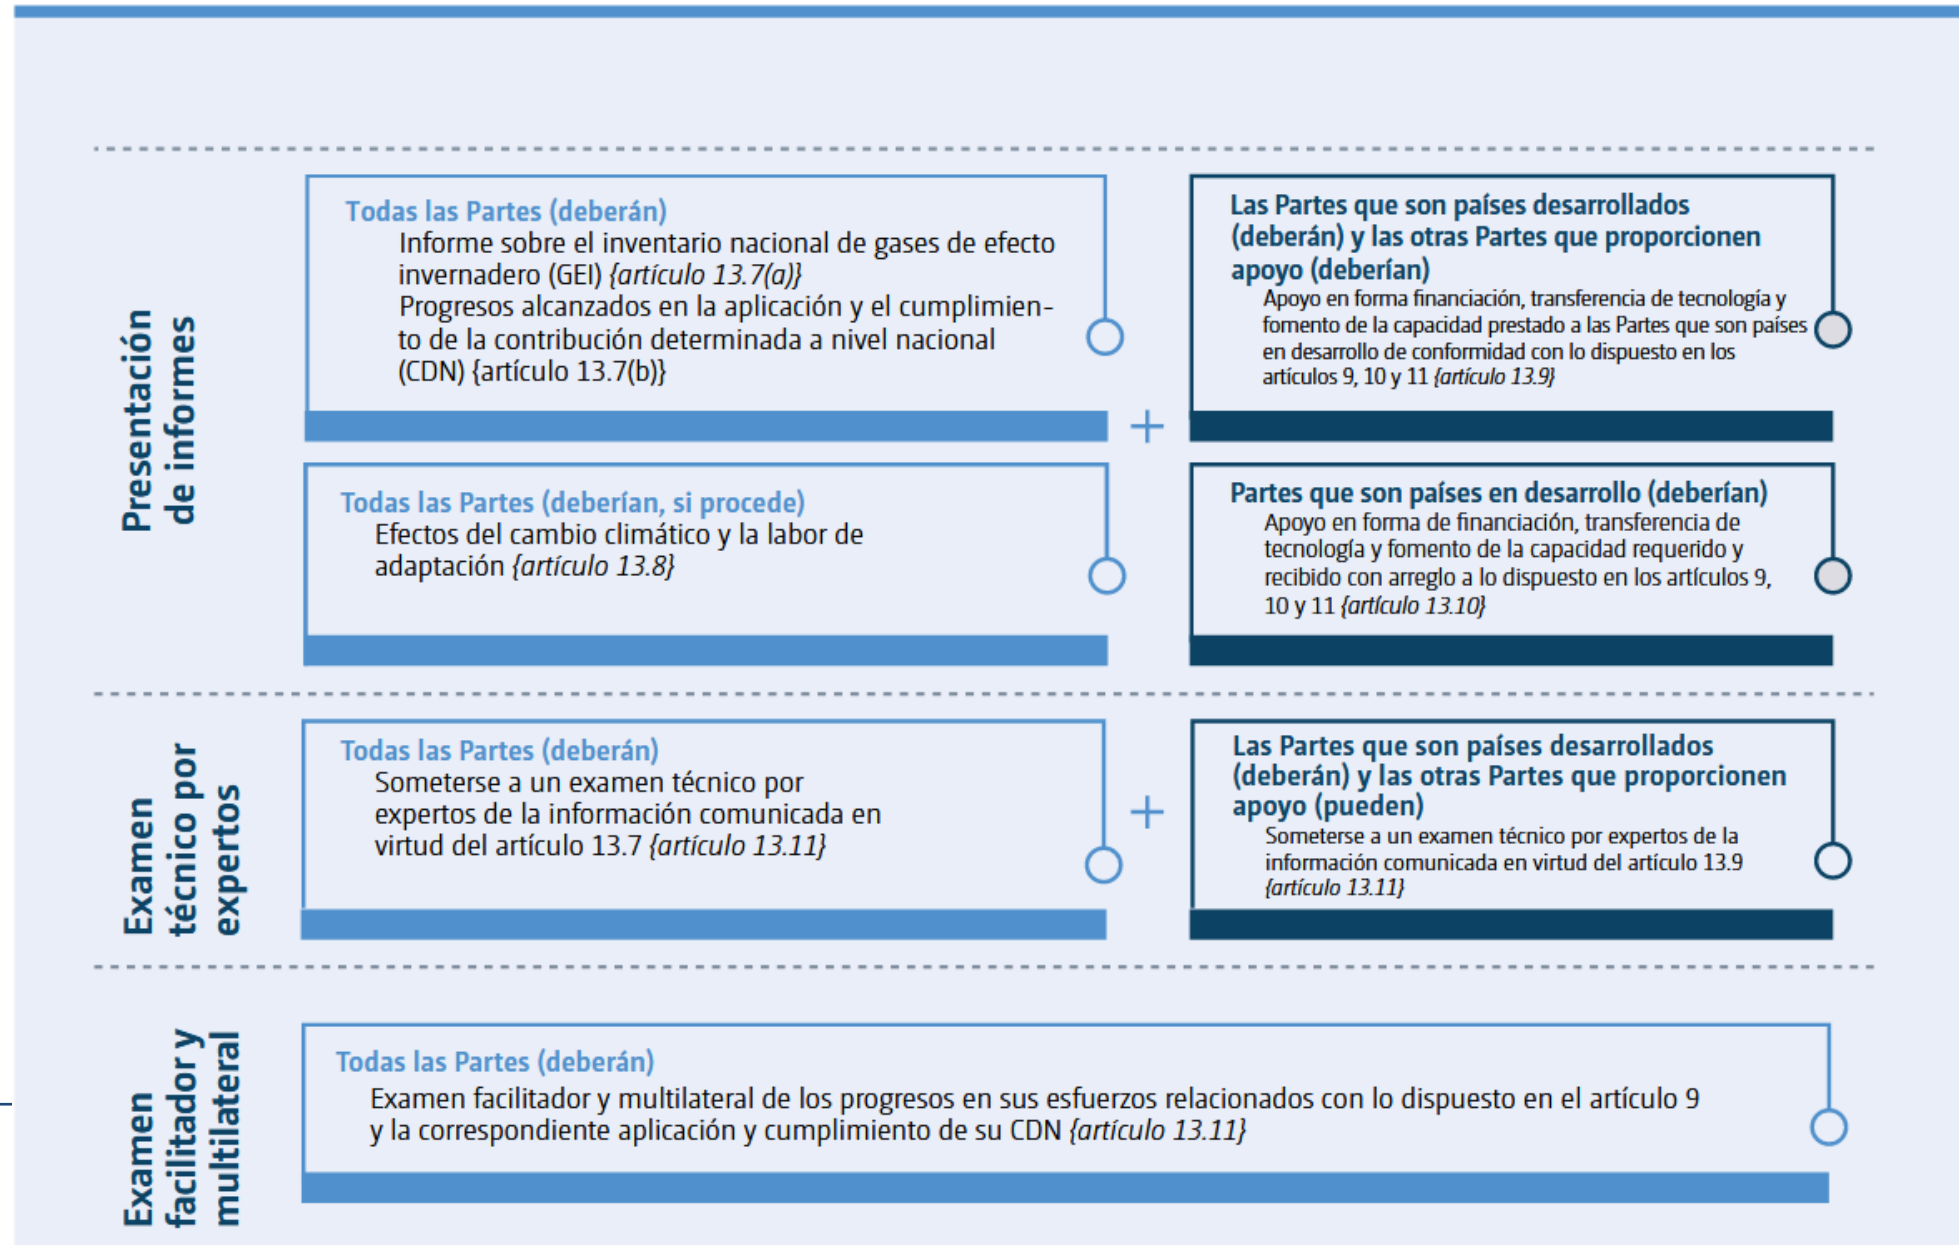 Presentación
de informes
Todas las Partes (deberán)
Informe sobre el inventario nacional de gases de efecto
invernadero (GEI) {artículo 13.7(a)}
Progresos alcanzados en la aplicación y el cumplimien-
to de la contribución determinada a nivel nacional
(CDN) {artículo 13.7(b)}
+
Las Partes que son países desarrollados
(deberán) y las otras Partes que proporcionen
apoyo (deberían)
Apoyo en forma financiación, transferencia de tecnología y
fomento de la capacidad prestado a las Partes que son países
en desarrollo de conformidad con lo dispuesto en los
artículos 9, 10 y 11 {artículo 13.9}
Todas las Partes (deberían, si procede)
Efectos del cambio climático y la labor de
adaptación {artículo 13.8}
Partes que son países en desarrollo (deberían)
Apoyo en forma de financiación, transferencia de
tecnología y fomento de la capacidad requerido y
recibido con arreglo a lo dispuesto en los artículos 9,
10 y 11 {artículo 13.10}
Examen
técnico por
expertos
Todas las Partes (deberán)
Someterse a un examen técnico por
expertos de la información comunicada en
virtud del artículo 13.7 {artículo 13.11}
+
Las Partes que son países desarrollados
(deberán) y las otras Partes que proporcionen
apoyo (pueden)
Someterse a un examen técnico por expertos de la
información comunicada en virtud del artículo 13.9
{artículo 13.11}
Examen
facilitador y
multilateral
Todas las Partes (deberán)
Examen facilitador y multilateral de los progresos en sus esfuerzos relacionados con lo dispuesto en el artículo 9
y la correspondiente aplicación y cumplimiento de su CDN {artículo 13.11}